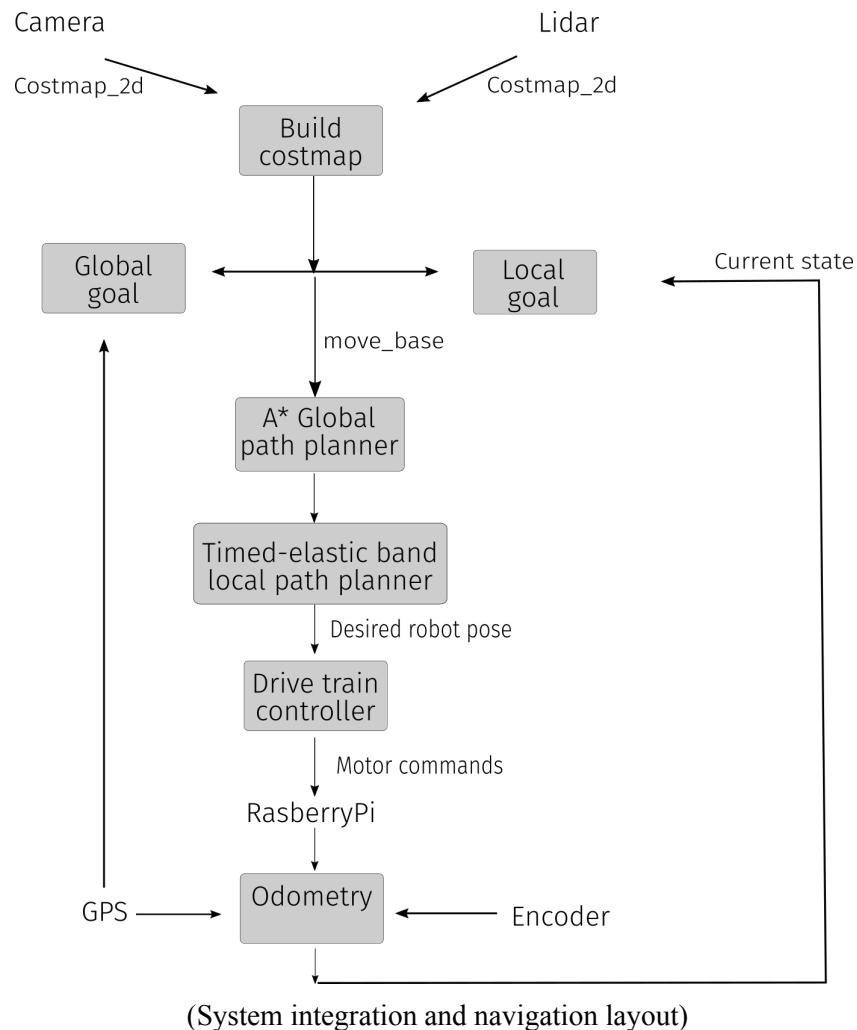 Camera
Lidar
Costmap_2d
Costmap_2d
Build
costmap
Global
goal
Local
goal
Current state
move_base
A* Global
path planner
Timed-elastic band
local path planner
Desired robot pose
Drive train
controller
Motor commands
RasberryPi
Odometry
GPS
Encoder
(System integration and navigation layout)